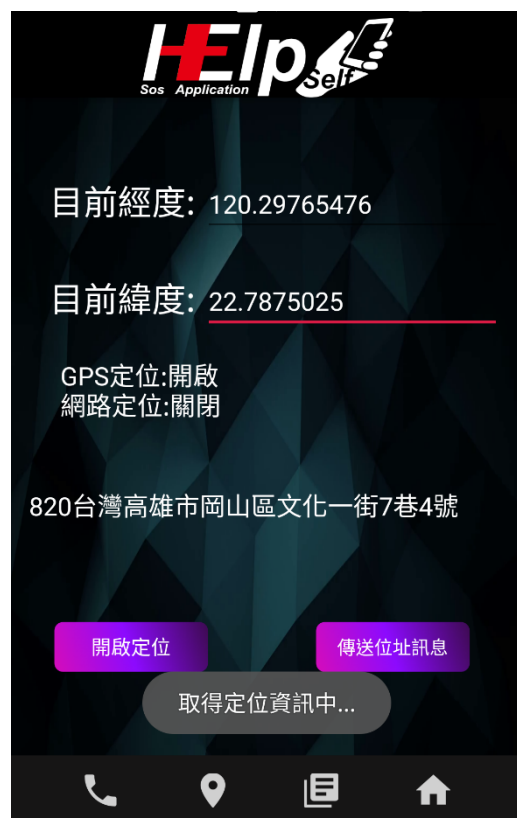 HElp Self
Sos Application
目前經度: 120.29765476
目前緯度: 22.7875025
GPS定位:開啟
網路定位:關閉
820台灣高雄市岡山區文化一街7巷4號
開啟定位
傳送位址訊息
取得定位資訊中...